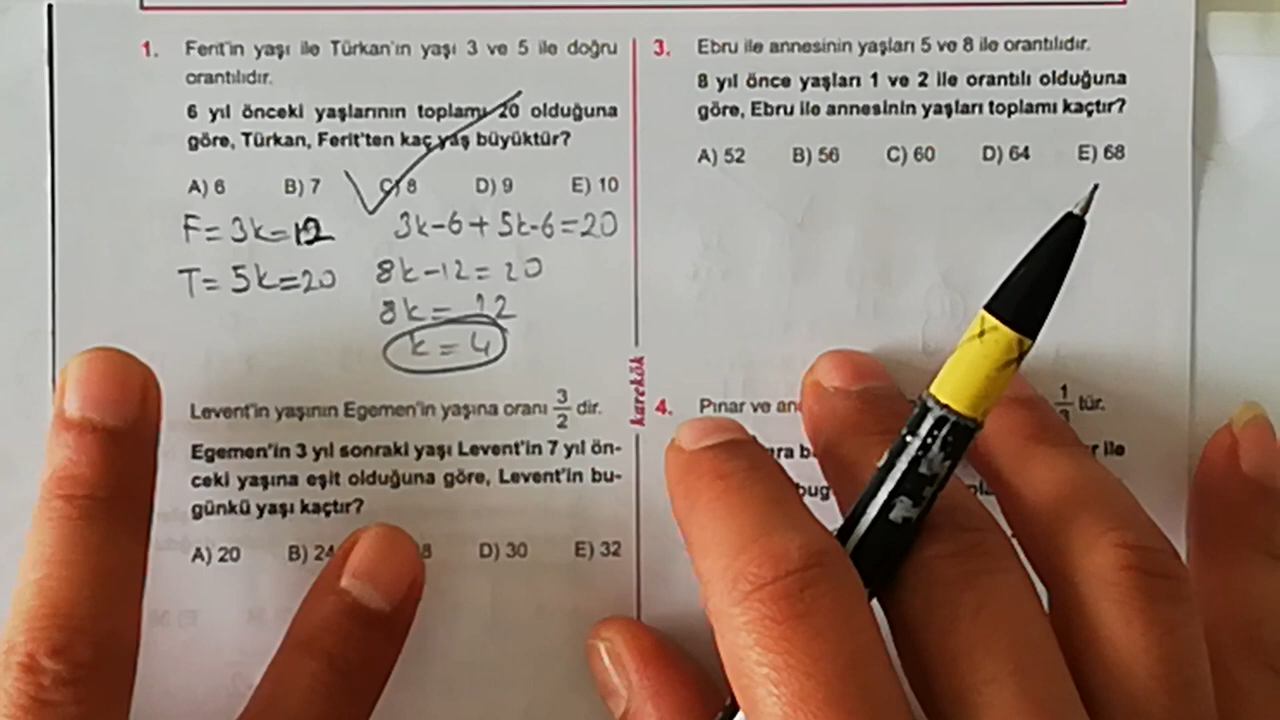 1. Ferit'in yaşı ile Türkan'ın yaşı 3 ve 5 ile doğru
orantılıdır.
6 yıl önceki yaşlarının toplamı 20 olduğuna
göre, Türkan, Ferit'ten kaç yaş büyüktür?
A) 6 B) 7 C) 8 D) 9 E) 10
F = 3k = 12
3k-6+5k-6=20
T= 5k=20
8k-12=20
8k=
k=4
Levent'in yaşının Egemen'in yaşına oranı 3/2 dir.
Egemen'in 3 yıl sonraki yaşı Levent'in 7 yıl ön-
ceki yaşına eşit olduğuna göre, Levent'in bu-
günkü yaşı kaçtır?
A) 20 B) 24 8 D) 30 E) 32
karekök
3. Ebru ile annesinin yaşları 5 ve 8 ile orantılıdır.
8 yıl önce yaşları 1 ve 2 ile orantılı olduğuna
göre, Ebru ile annesinin yaşları toplamı kaçtır?
A) 52 B) 56 C) 60 D) 64 E) 68
4. Pınar ve 1/3 tür.
ile